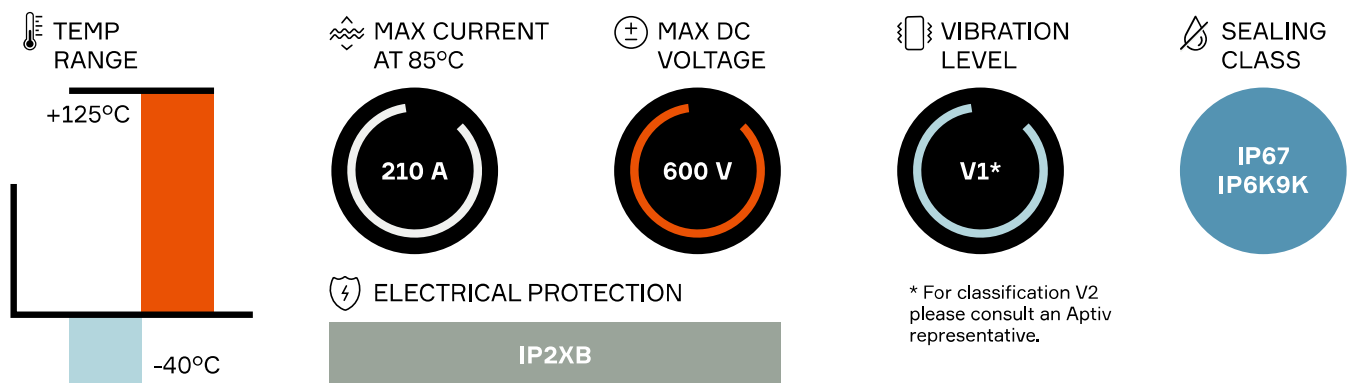 TEMP
RANGE
+125°C
-40°C
MAX CURRENT
AT 85°C
210 A
MAX DC
VOLTAGE
600 V
ELECTRICAL PROTECTION
IP2XB
VIBRATION
LEVEL
V1*
* For classification V2
please consult an Aptiv
representative.
SEALING
CLASS
IP67
IP6K9K